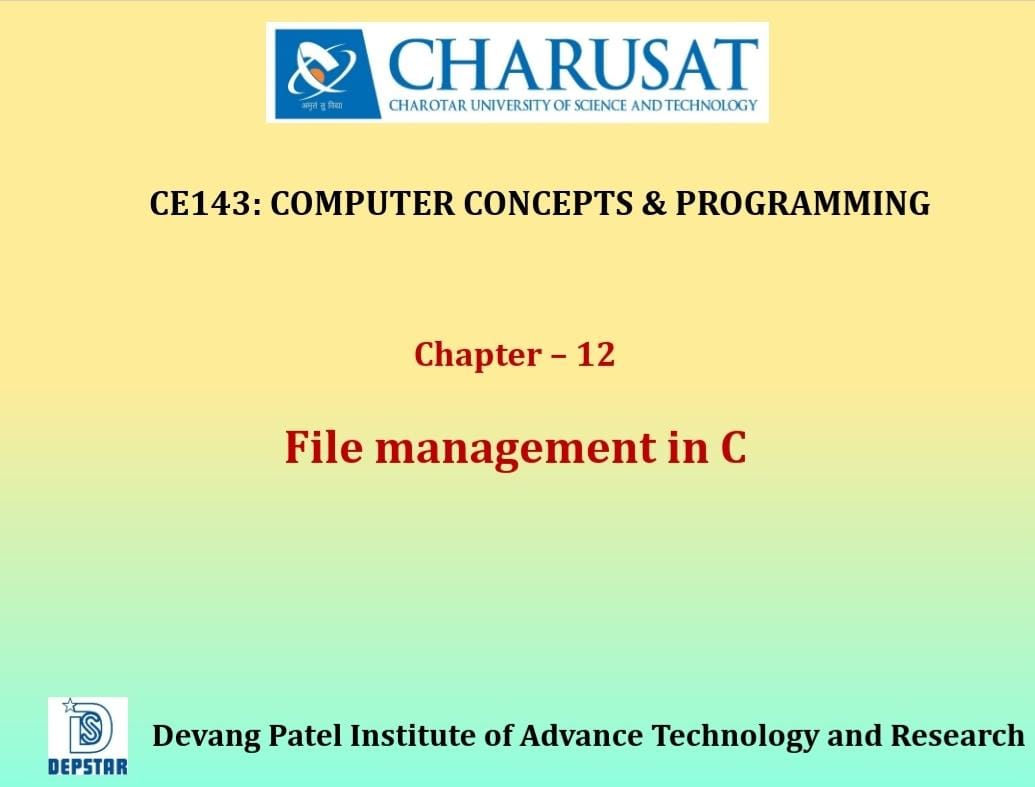 CHARUSAT
अमृतं तु विद्या
CHAROTAR UNIVERSITY OF SCIENCE AND TECHNOLOGY
CE143: COMPUTER CONCEPTS & PROGRAMMING
Chapter – 12
File management in C
DEPSTAR
Devang Patel Institute of Advance Technology and Research